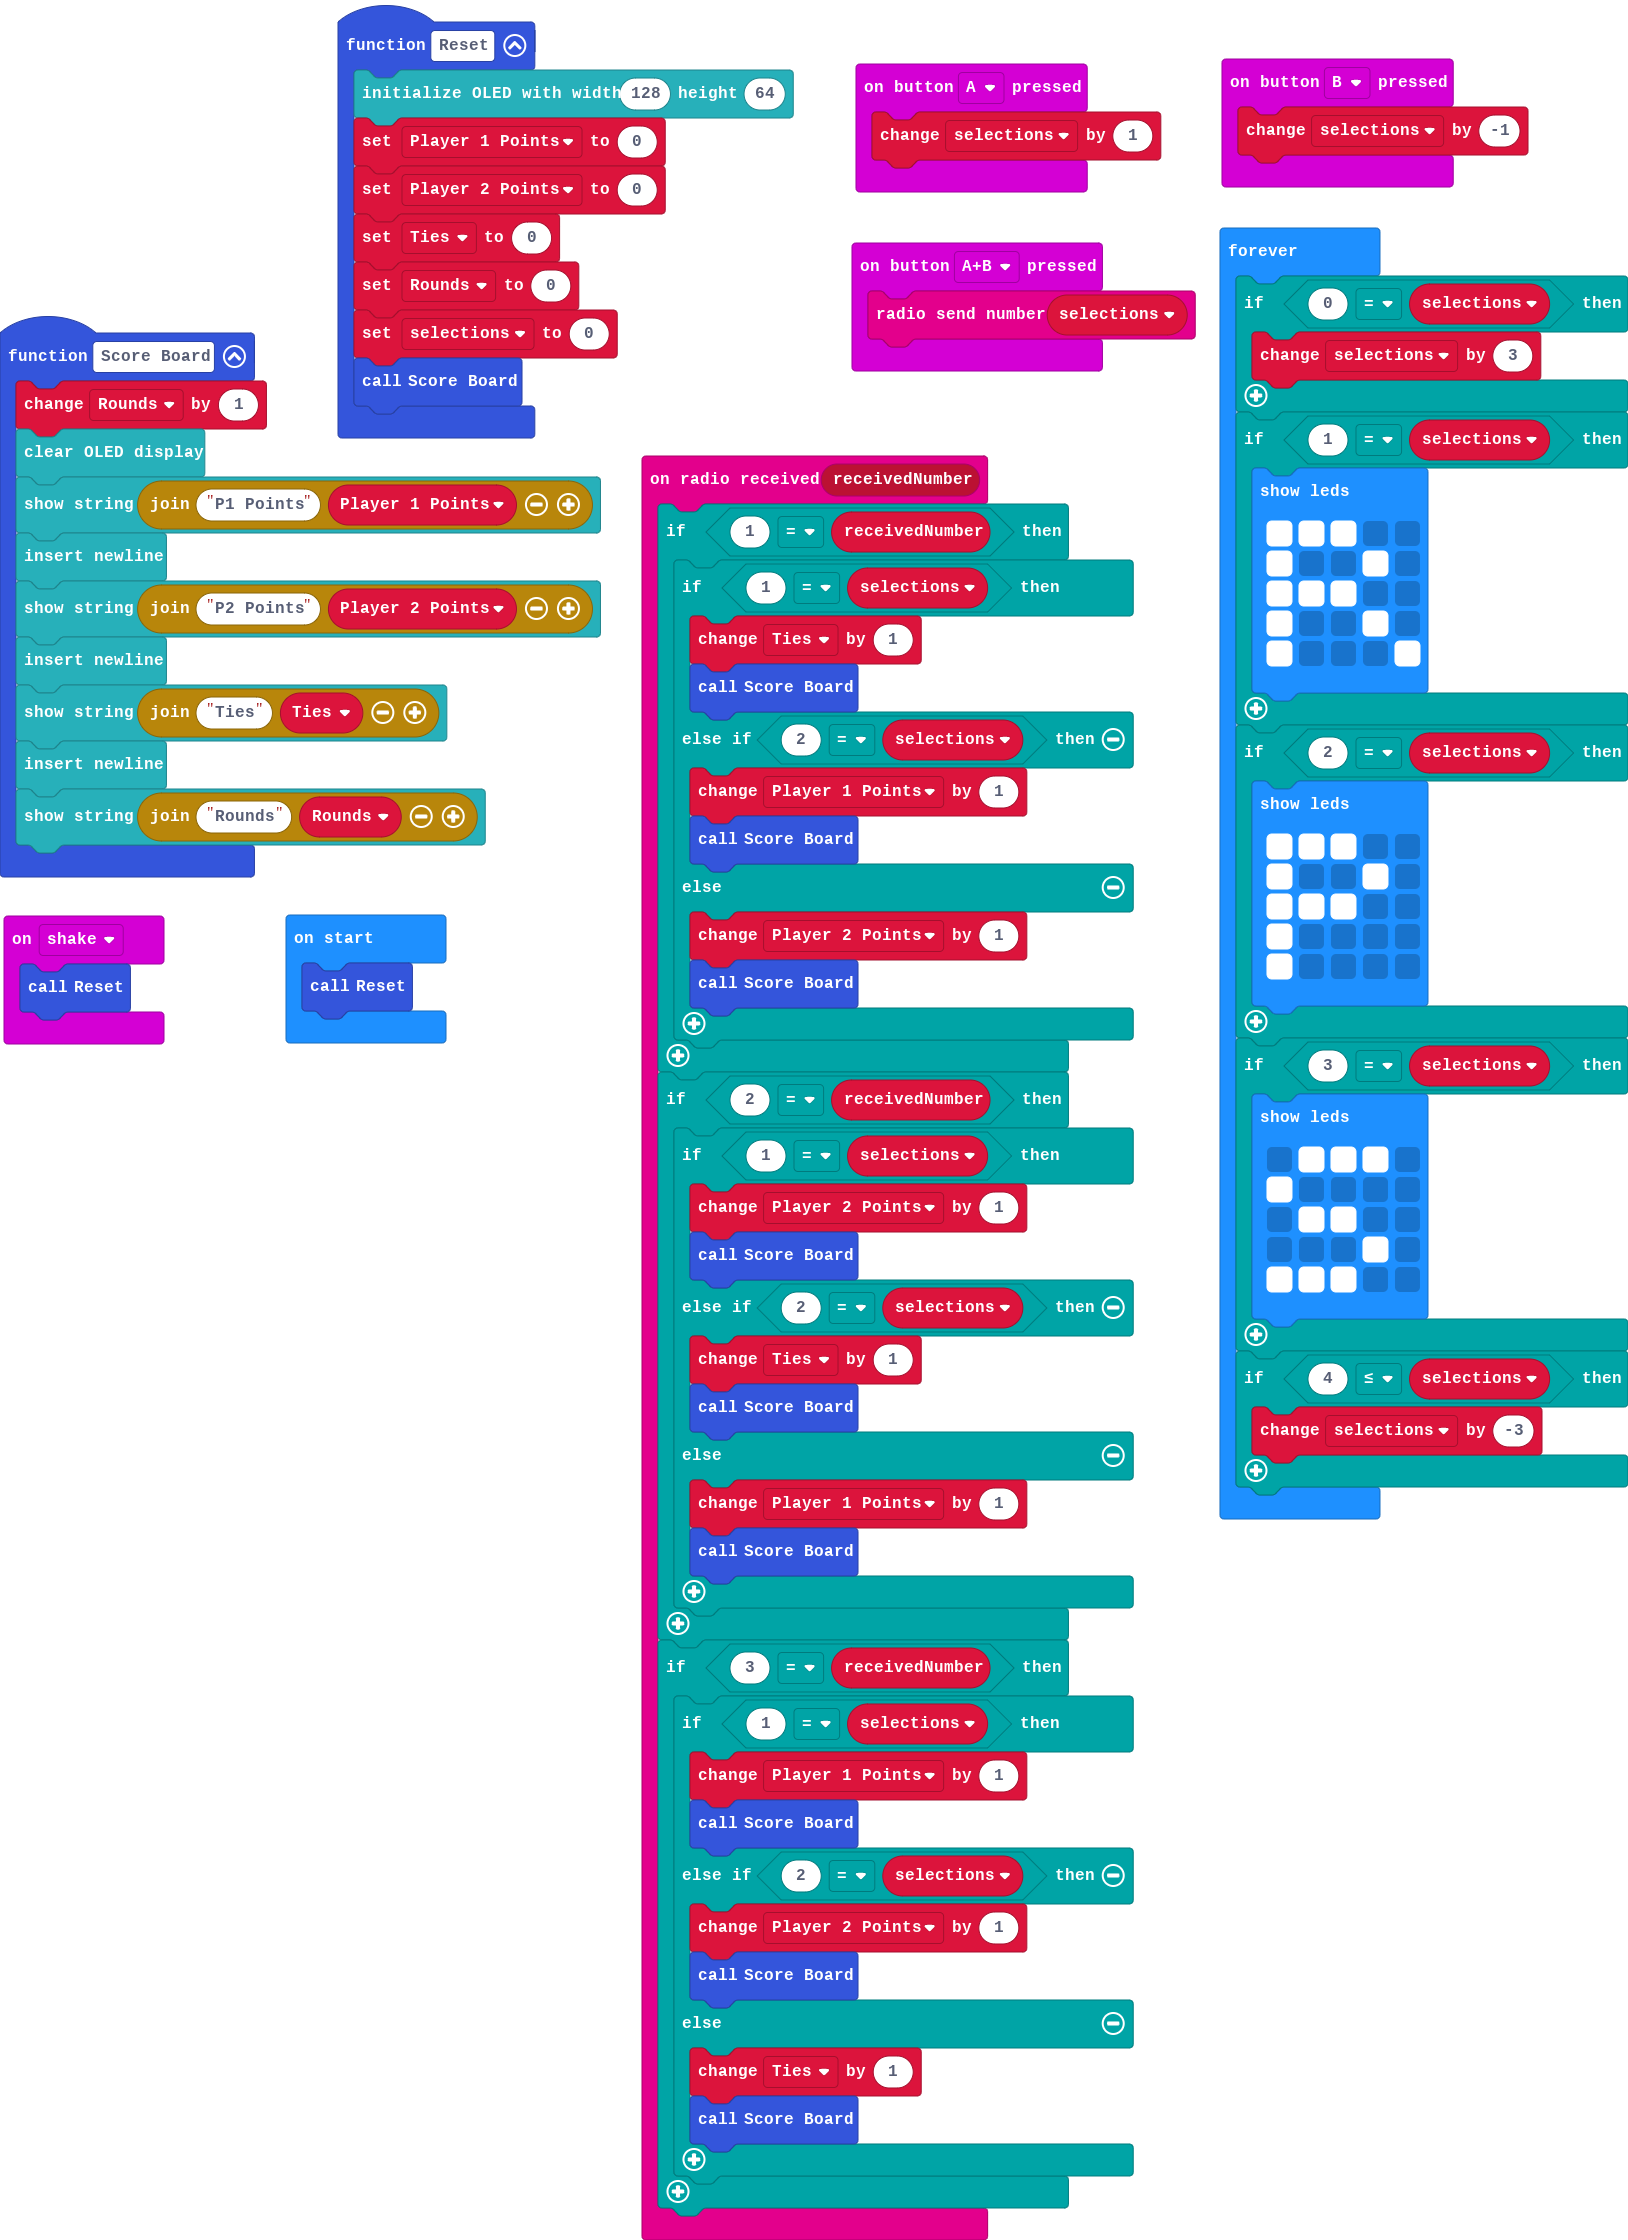 function Reset
initialize OLED with width 128 height 64
set Player 1 Points to 0
set Player 2 Points to 0
set Ties to 0
set Rounds to 0
set selections to 0
call Score Board
function Score Board
change Rounds by 1
clear OLED display
show string join "P1 Points" Player 1 Points
insert newline
show string join "P2 Points" Player 2 Points
insert newline
show string join "Ties" Ties
insert newline
show string join "Rounds" Rounds
on shake
call Reset
on start
call Reset
on button A pressed
change selections by 1
on button B pressed
change selections by -1
on button A+B pressed
radio send number selections
on radio received receivedNumber
if 1 = receivedNumber then
if 1 = selections then
change Ties by 1
call Score Board
else if 2 = selections then
change Player 1 Points by 1
call Score Board
else
change Player 2 Points by 1
call Score Board
if 2 = receivedNumber then
if 1 = selections then
change Player 2 Points by 1
call Score Board
else if 2 = selections then
change Ties by 1
call Score Board
else
change Player 1 Points by 1
call Score Board
if 3 = receivedNumber then
if 1 = selections then
change Player 1 Points by 1
call Score Board
else if 2 = selections then
change Player 2 Points by 1
call Score Board
else
change Ties by 1
call Score Board
forever
if 0 = selections then
change selections by 3
if 1 = selections then
show leds
if 2 = selections then
show leds
if 3 = selections then
show leds
if 4 ≤ selections then
change selections by -3